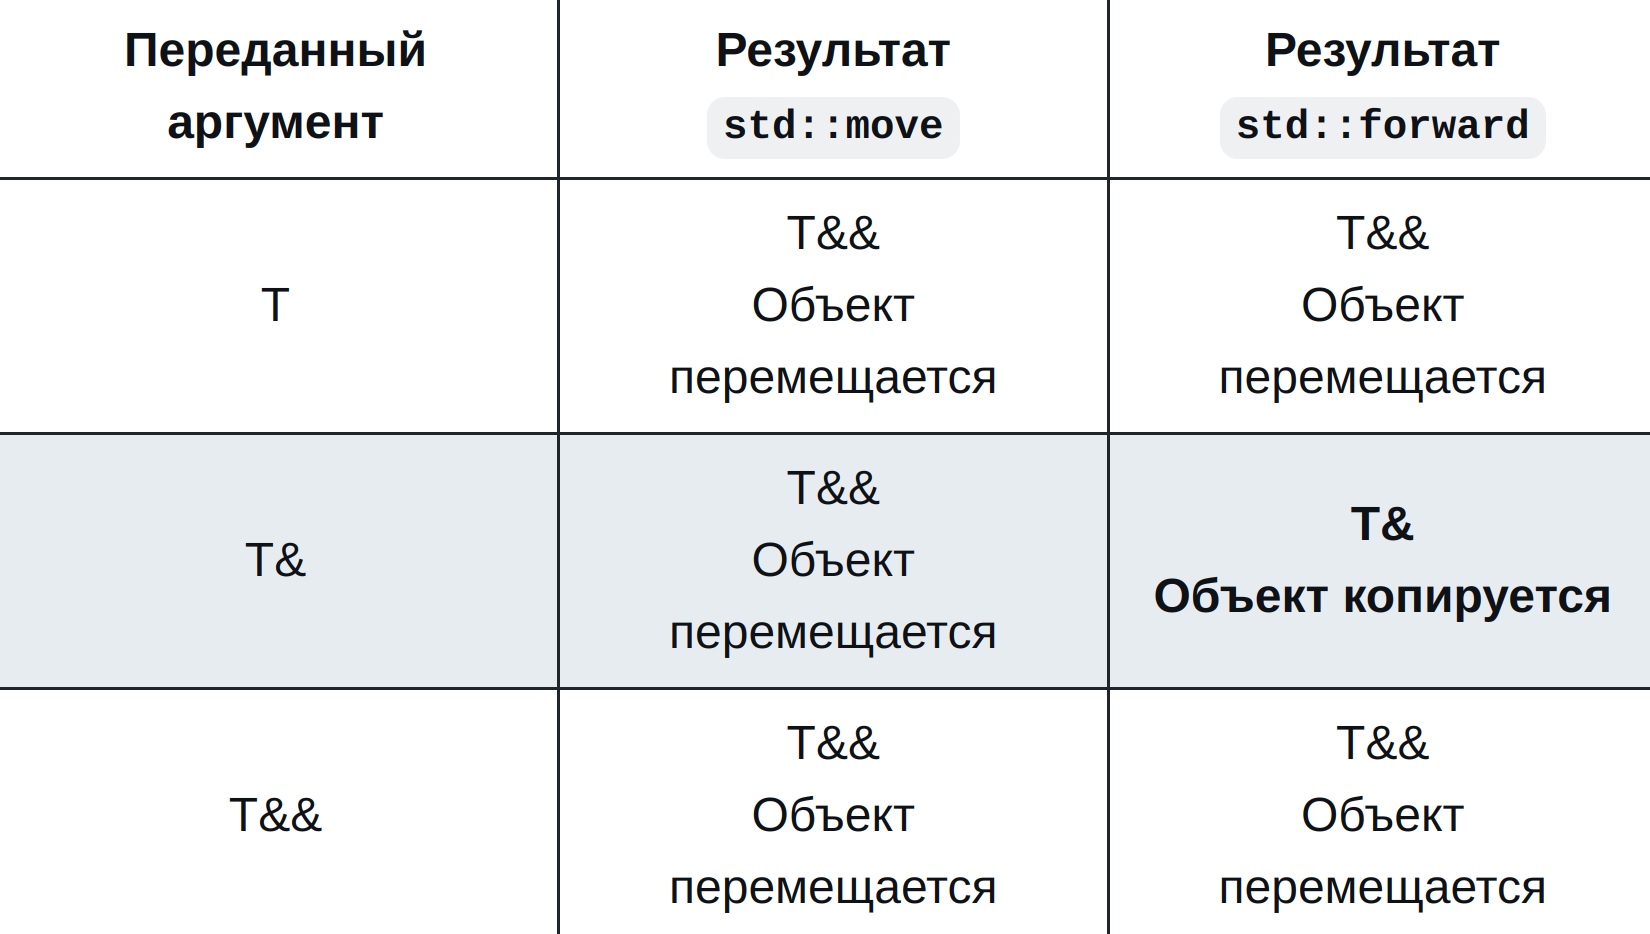 Переданный
аргумент
Результат
std::move
Результат
std::forward
T
T&&
Объект
перемещается
T&&
Объект
перемещается
T&
T&&
Объект
перемещается
T&
Объект копируется
T&&
T&&
Объект
перемещается
T&&
Объект
перемещается